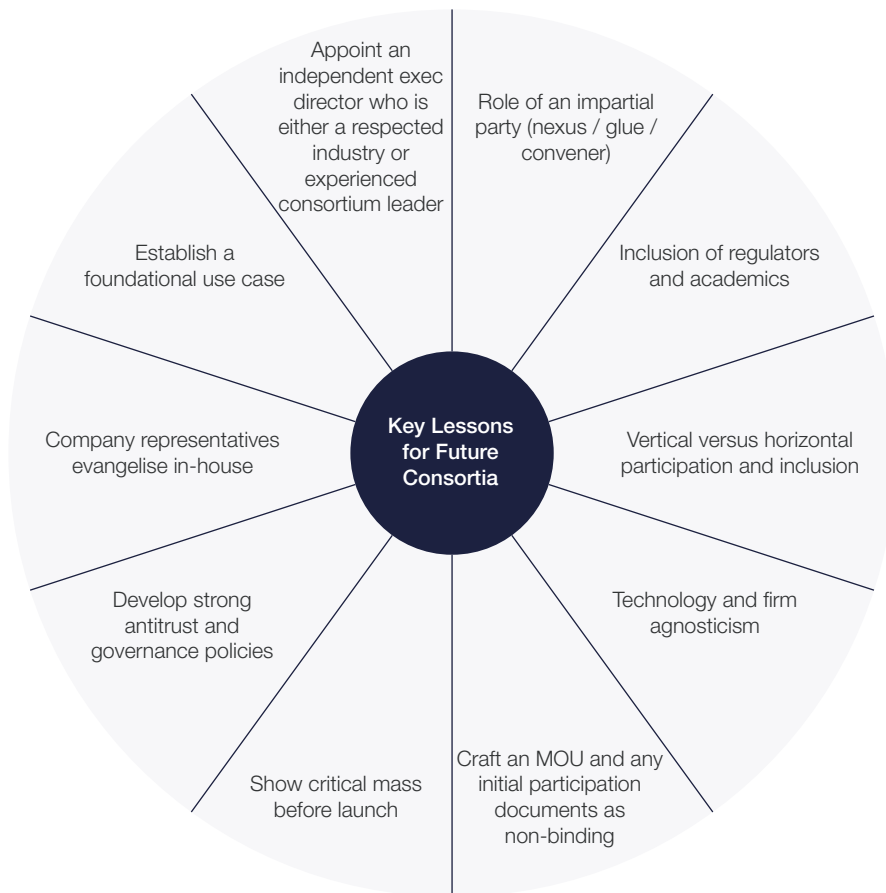 Key Lessons
for Future
Consortia
Role of an impartial
party (nexus / glue /
convener)
Inclusion of regulators
and academics
Vertical versus horizontal
participation and inclusion
Technology and firm
agnosticism
Craft an MOU and any
initial participation
documents as
non-binding
Show critical mass
before launch
Develop strong
antitrust and
governance policies
Company representatives
evangelise in-house
Establish a
foundational use case
Appoint an
independent exec
director who is
either a respected
industry or
experienced
consortium leader